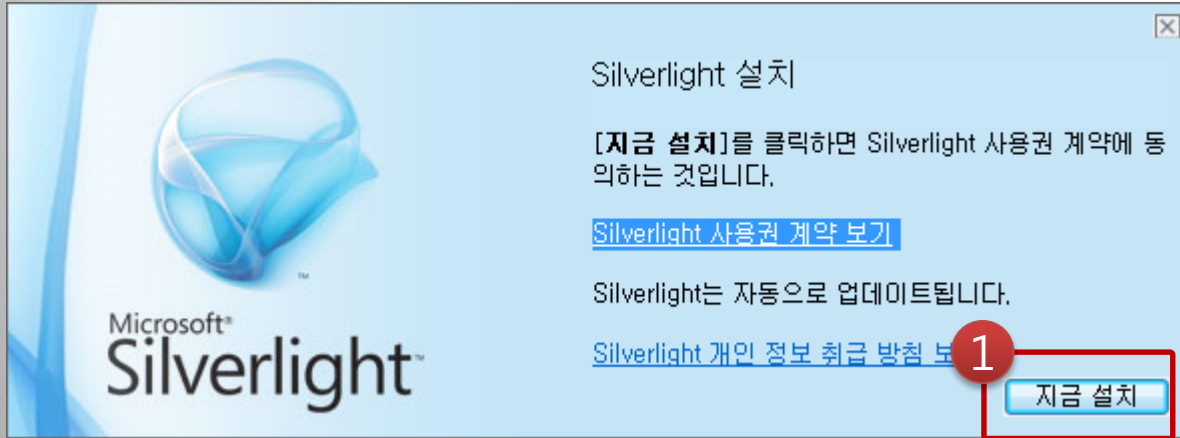 Silverlight 설치
[지금 설치]를 클릭하면 Silverlight 사용권 계약에 동
의하는 것입니다.
Silverlight 사용권 계약 보기
Silverlight는 자동으로 업데이트됩니다.
Silverlight 개인 정보 취급 방침
1
지금 설치
Microsoft®
Silverlight™